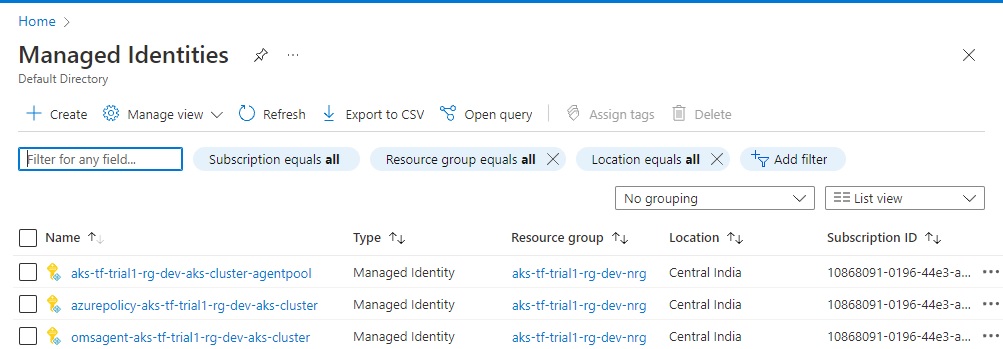 Home >
Managed Identities ...
Default Directory
+ Create Manage view Refresh Export to CSV Open query Assign tags Delete
Filter for any field... Subscription equals all Resource group equals all Location equals all Add filter
No grouping List view
Name ↑↓ Type ↑↓ Resource group ↑↓ Location ↑↓ Subscription ID ↑↓
aks-tf-trial1-rg-dev-aks-cluster-agentpool Managed Identity aks-tf-trial1-rg-dev-nrg Central India 10868091-0196-44e3-a... ...
azurepolicy-aks-tf-trial1-rg-dev-aks-cluster Managed Identity aks-tf-trial1-rg-dev-nrg Central India 10868091-0196-44e3-a... ...
omsagent-aks-tf-trial1-rg-dev-aks-cluster Managed Identity aks-tf-trial1-rg-dev-nrg Central India 10868091-0196-44e3-a... ...